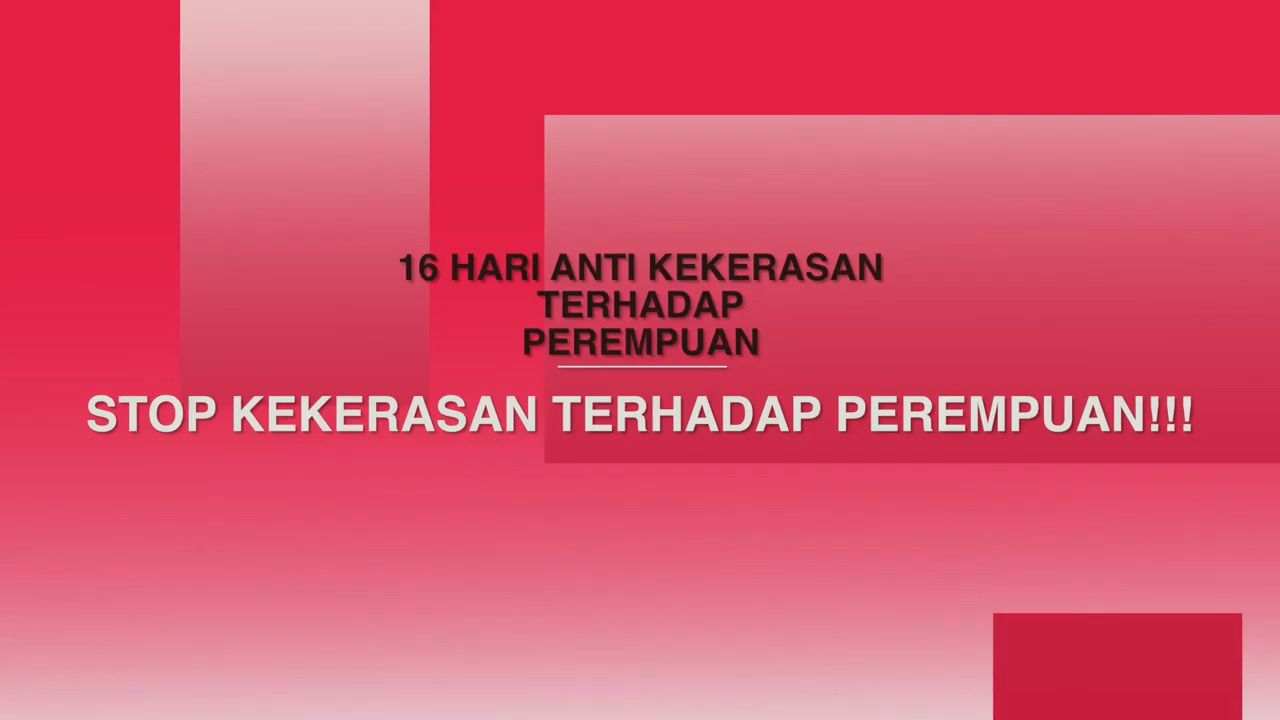 16 HARI ANTI KEKERASAN
TERHADAP
PEREMPUAN
STOP KEKERASAN TERHADAP PEREMPUAN!!!